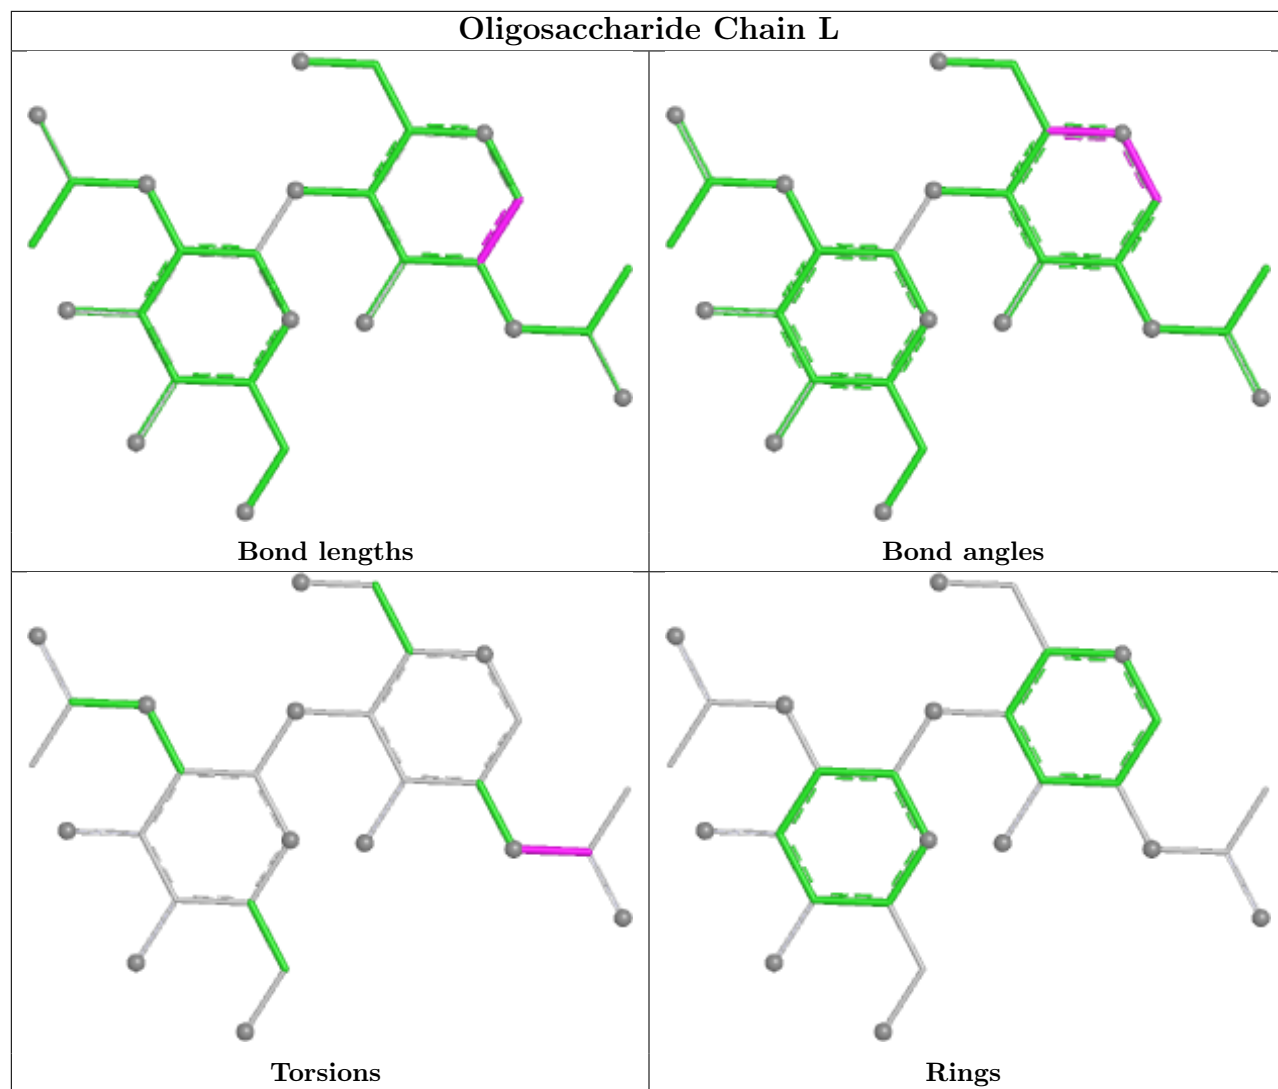 Oligosaccharide Chain L
Bond lengths
Bond angles
Torsions
Rings